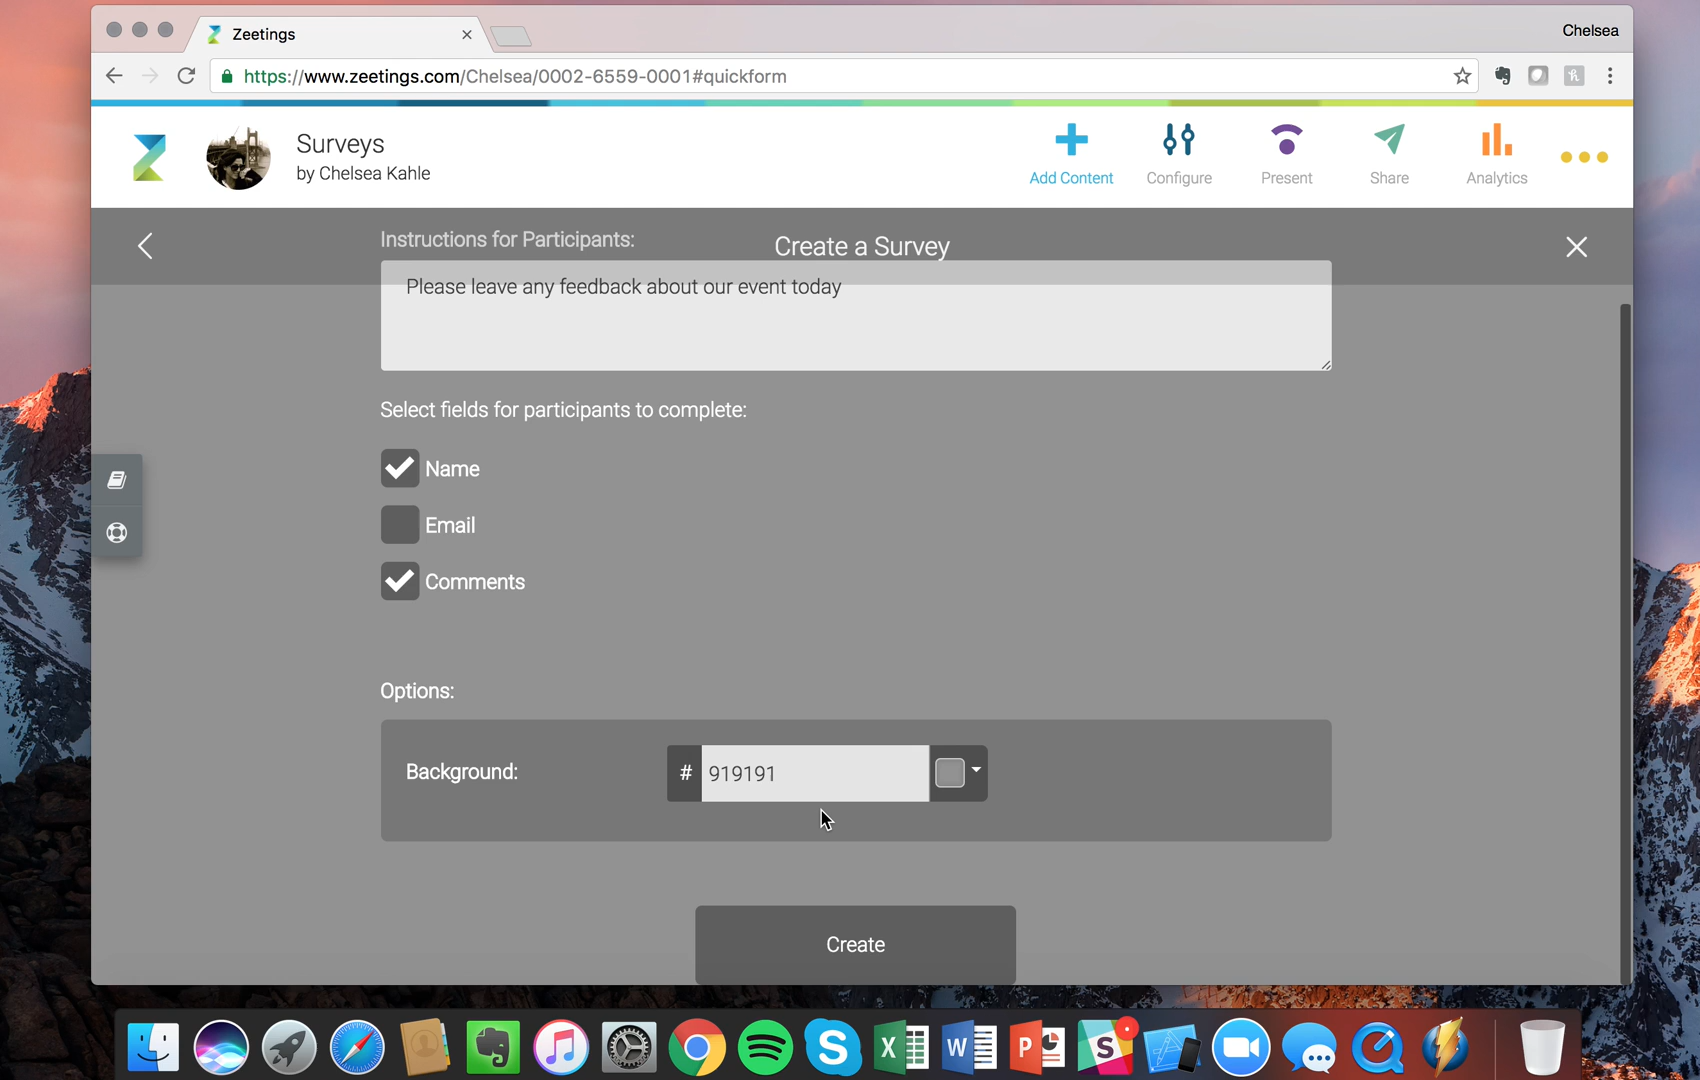 Zeetings
Chelsea
https://www.zeetings.com/Chelsea/0002-6559-0001#quickform
Surveys
by Chelsea Kahle
Add Content
Configure
Present
Share
Analytics
Instructions for Participants:
Create a Survey
Please leave any feedback about our event today
Select fields for participants to complete:
Name
Email
Comments
Options:
Background:
# 919191
Create